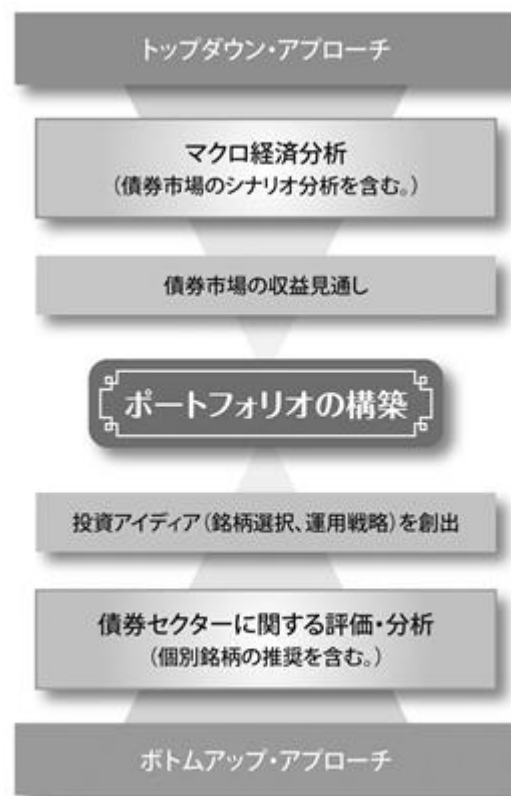 トップダウン・アプローチ
マクロ経済分析
(債券市場のシナリオ分析を含む。)
債券市場の収益見通し
ポートフォリオの構築
投資アイディア(銘柄選択、運用戦略)を創出
債券セクターに関する評価・分析
(個別銘柄の推奨を含む。)
ボトムアップ・アプローチ